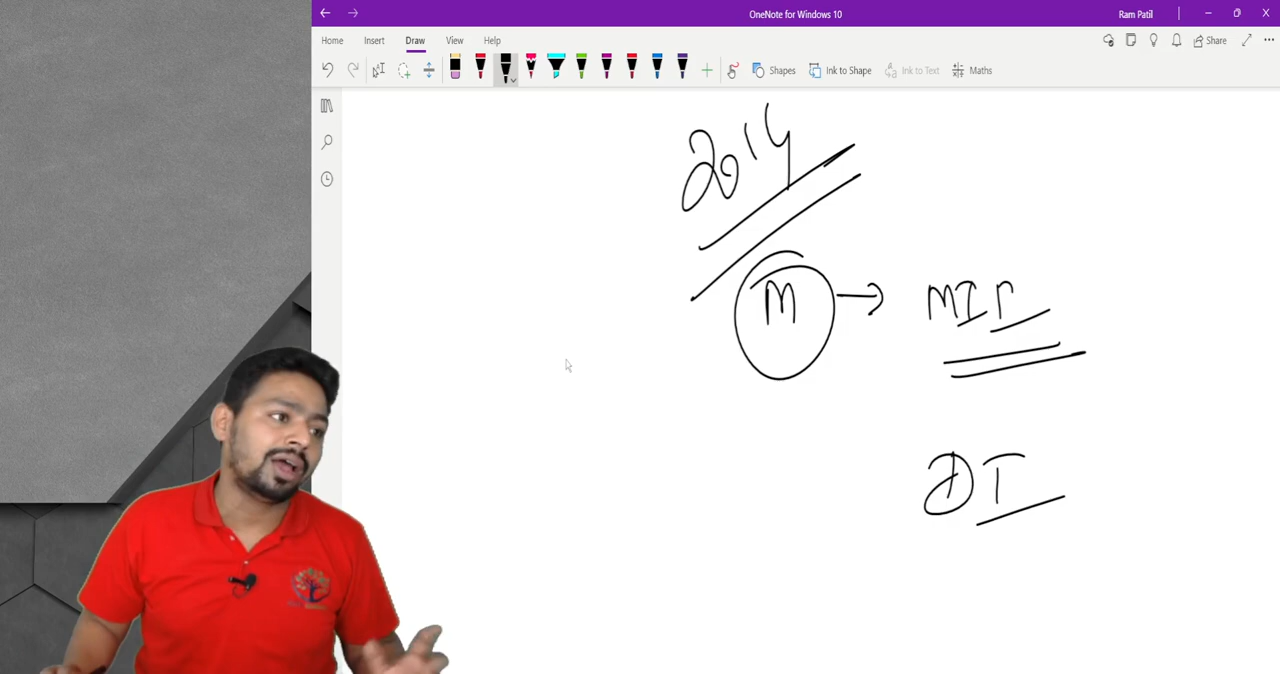 OneNote for Windows 10
Ram Patil
Home Insert Draw View Help
Share
Shapes Ink to Shape Ink to Text Maths
2014
M → MIP
DI